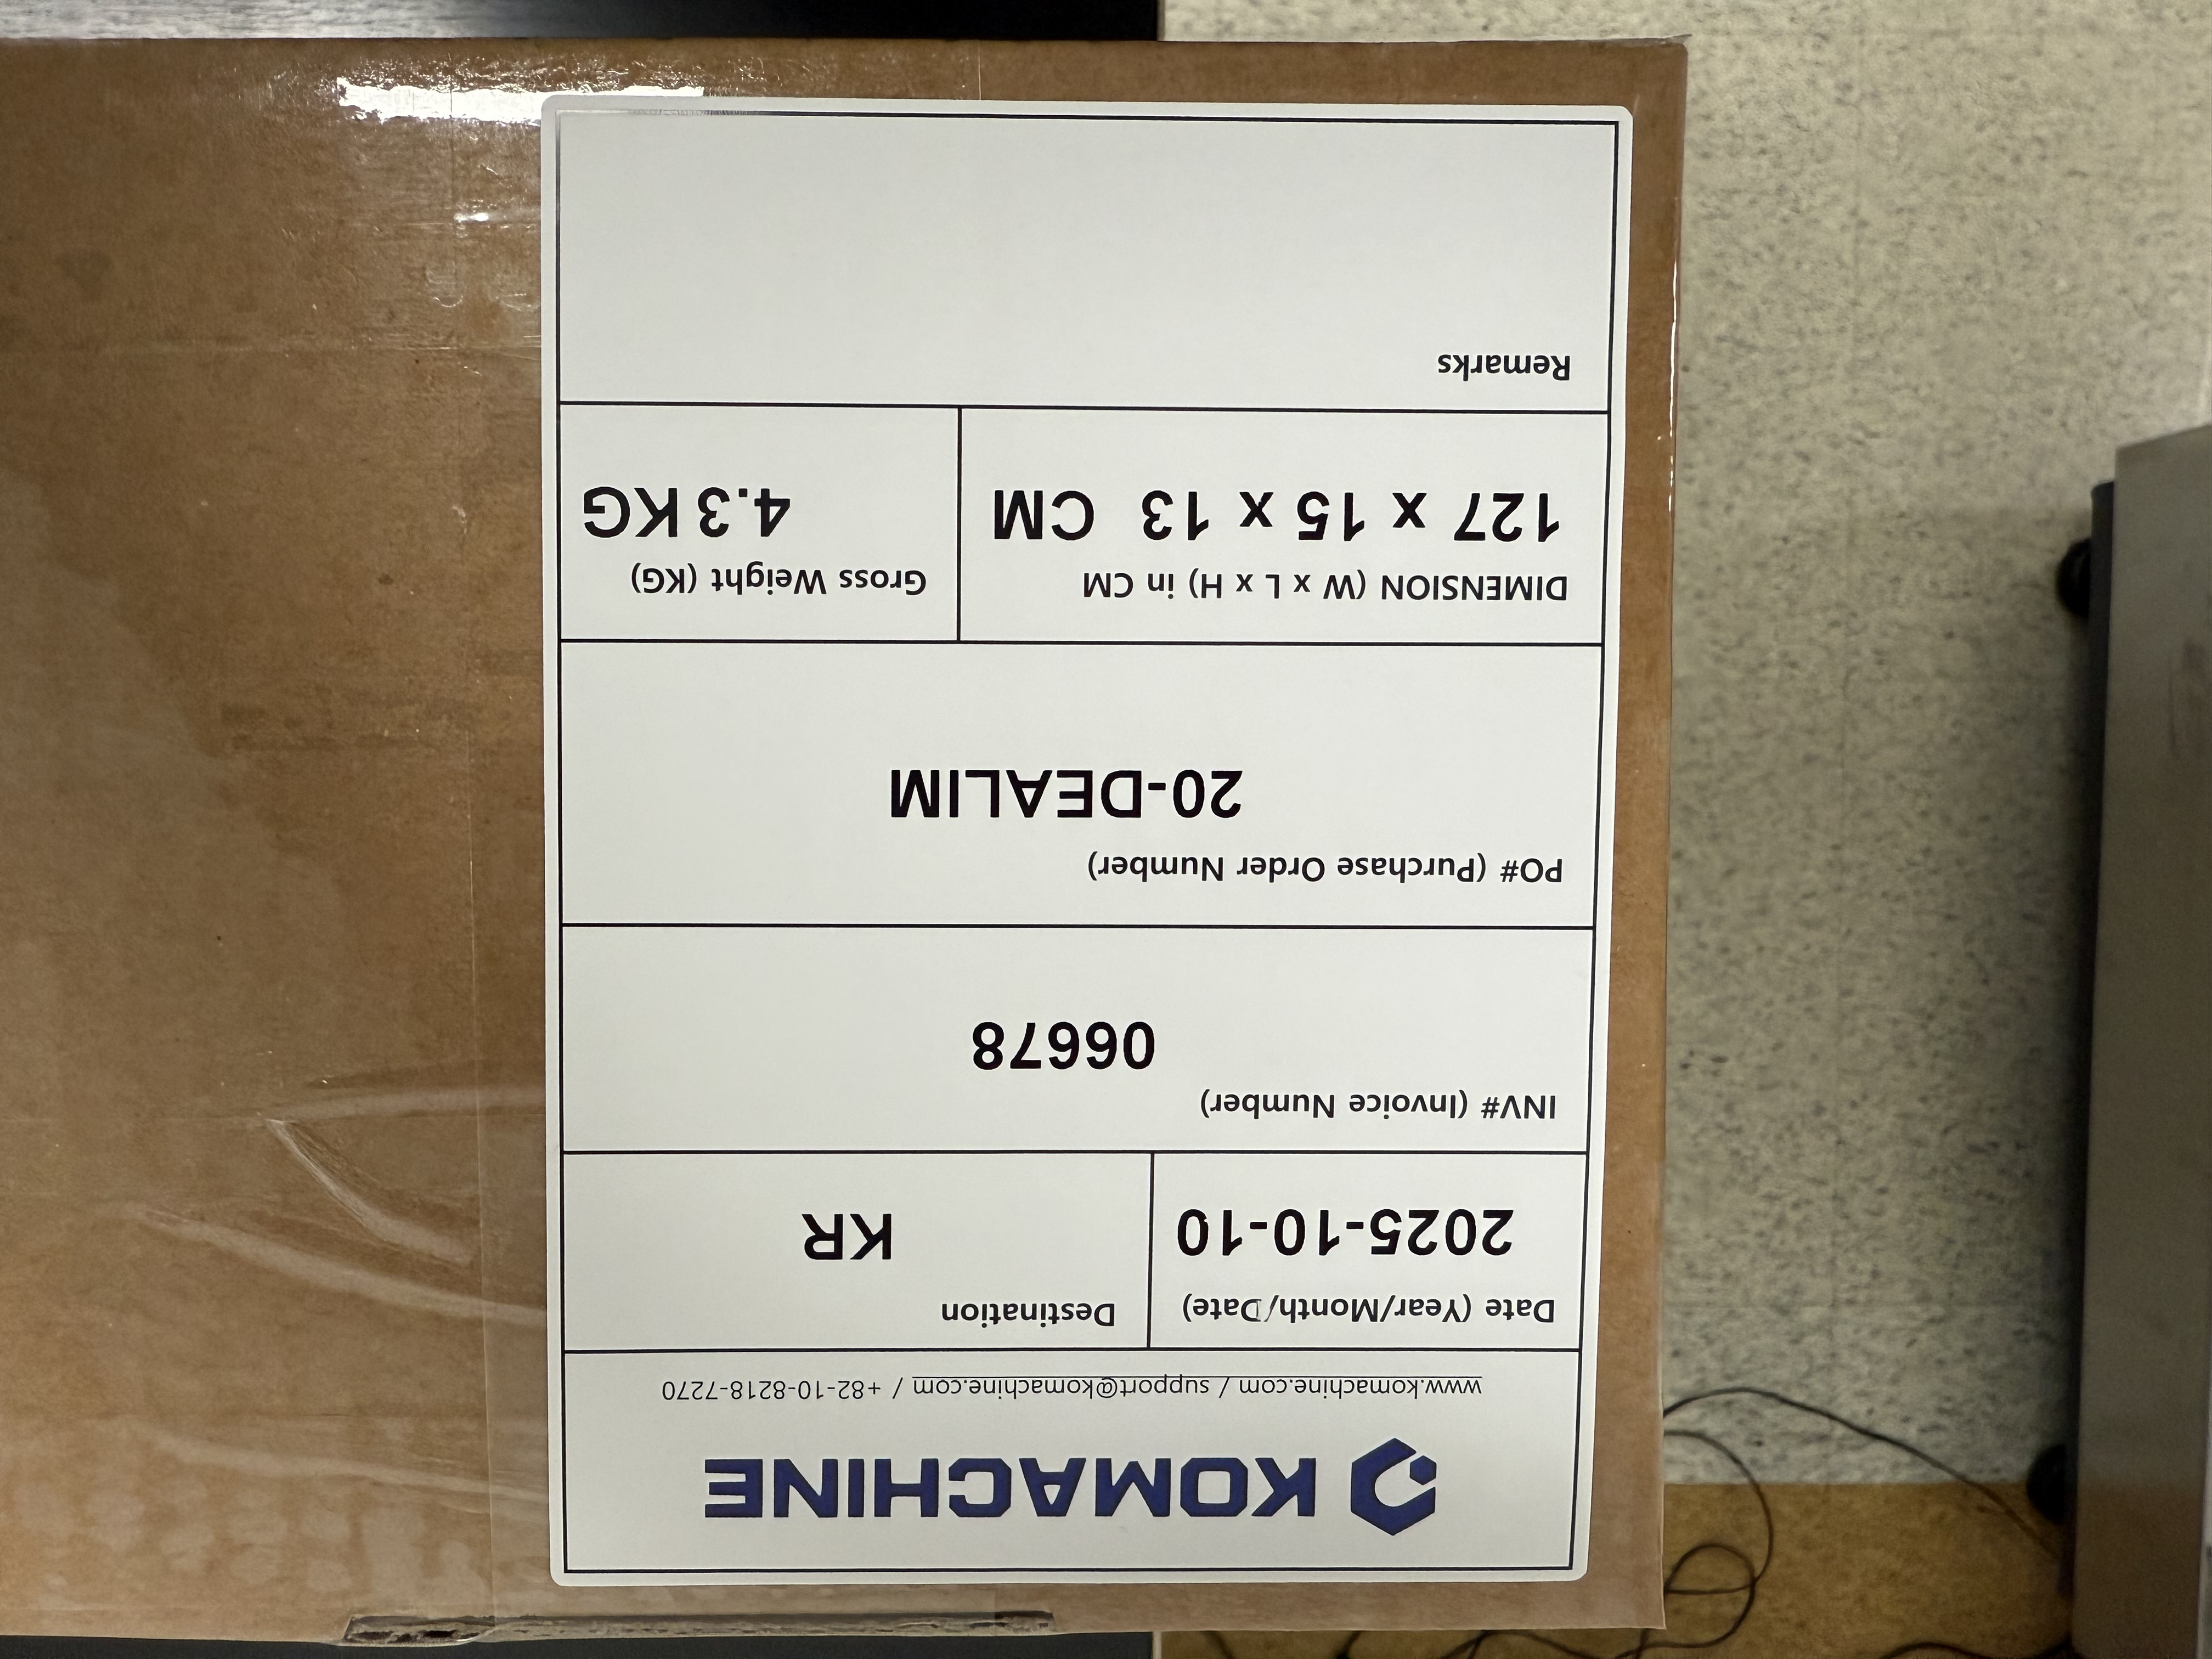 KOMACHINE
www.komachine.com / support@komachine.com / +82-10-8218-7270
Date (Year/Month/Date)
2025-10-10
Destination
KR
INV# (Invoice Number)
06678
PO# (Purchase Order Number)
20-DEALIM
DIMENSION (W x L x H) in CM
127 x 15 x 13 CM
Gross Weight (KG)
4.3 KG
Remarks